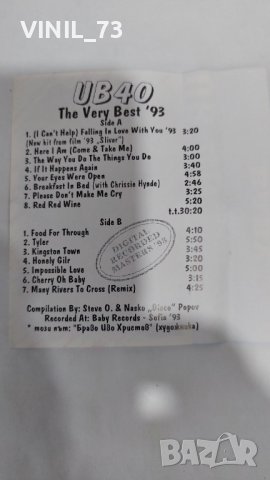 VINIL_73
UB40
The Very Best '93
Side A
1. (I Can't Help) Falling In Love With You '93 3:20
(New hit from film '93 „Sliver")
2. Here I Am (Come & Take Me) 4:00
3. The Way You Do The Things You Do 3:00
4. If It Happens Again 3:40
5. Your Eyes Were Open 4:58
6. Breakfast In Bed (with Chrissie Hynde) 2:46
7. Please Don't Make Me Cry 3:25
8. Red Red Wine 5:20
t.t.30:20
Side B
1. Food For Through 4:10
2. Tyler 5:50
3. Kingston Town 3:45
4. Honely Gilr 3:20
5. Impossible Love 5:00
6. Cherry Oh Baby 3:15
7. Many Rivers To Cross (Remix) 4:25
DIGITAL
RECORDED
MASTERS '93
Compilation By: Steve O. & Nasko „Disco" Popov
Recorded At: Baby Records - Sofia '93
* този път: "Браво Иво Христов" (художника)
BAZAR